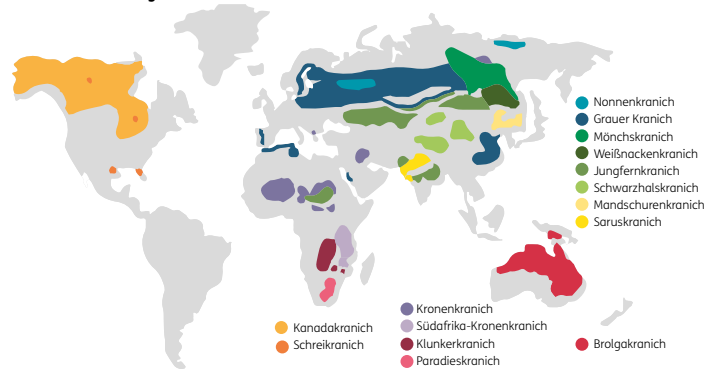 Nonnenkranich
Grauer Kranich
Mönchskranich
Weißnackenkranich
Jungfernkranich
Schwarzhalskranich
Mandschurenkranich
Saruskranich
Kanadakranich
Schreikranich
Kronenkranich
Südafrika-Kronenkranich
Klunkerkranich
Paradieskranich
Brolgakranich